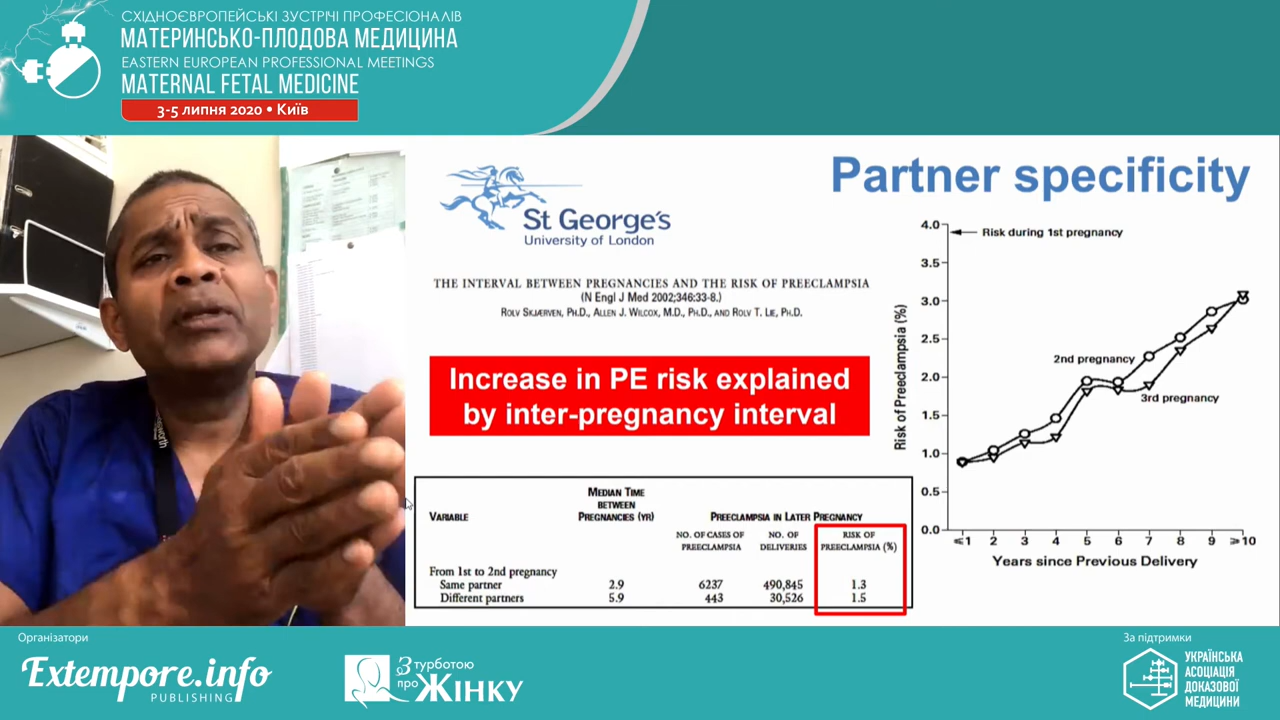 СХІДНОЄВРОПЕЙСЬКІ ЗУСТРІЧІ ПРОФЕСІОНАЛІВ
МАТЕРИНСЬКО-ПЛОДОВА МЕДИЦИНА
EASTERN EUROPEAN PROFESSIONAL MEETINGS
MATERNAL FETAL MEDICINE
3-5 липня 2020 • Київ
St George's
University of London
Partner specificity
THE INTERVAL BETWEEN PREGNANCIES AND THE RISK OF PREECLAMPSIA
(N Engl J Med 2002;346:33-8.)
ROLV SKJÆRVEN, PH.D., ALLEN J. WILCOX, M.D., PH.D., AND ROLV T. LIE, PH.D.
Increase in PE risk explained
by inter-pregnancy interval
VARIABLE
MEDIAN TIME
BETWEEN
PREGNANCIES (YR)
PREECLAMPSIA IN LATER PREGNANCY
NO. OF CASES OF
PREECLAMPSIA
NO. OF
DELIVERIES
RISK OF
PREECLAMPSIA (%)
From 1st to 2nd pregnancy
Same partner 2.9 6237 490,845 1.3
Different partners 5.9 443 30,526 1.5
Risk of Preeclampsia (%)
4.0
3.5
3.0
2.5
2.0
1.5
1.0
0.5
0.0
Risk during 1st pregnancy
2nd pregnancy
3rd pregnancy
≤1 2 3 4 5 6 7 8 9 ≥10
Years since Previous Delivery
Організатори
Extempore.info
PUBLISHING
З турботою
про ЖІНКУ
За підтримки
УКРАЇНСЬКА
АСОЦІАЦІЯ
ДОКАЗОВОЇ
МЕДИЦИНИ